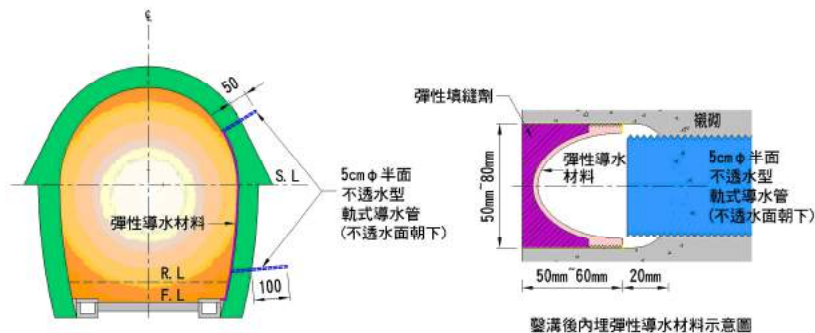 ℄
50
5cmφ半面
不透水型
軌式導水管
(不透水面朝下)
S.L
彈性導水材料
R.L
F.L
100
彈性填縫劑
襯砌
50mm~80mm
彈性導水
材料
5cmφ半面
不透水型
軌式導水管
(不透水面朝下)
50mm~60mm
20mm
鑿溝後內埋彈性導水材料示意圖